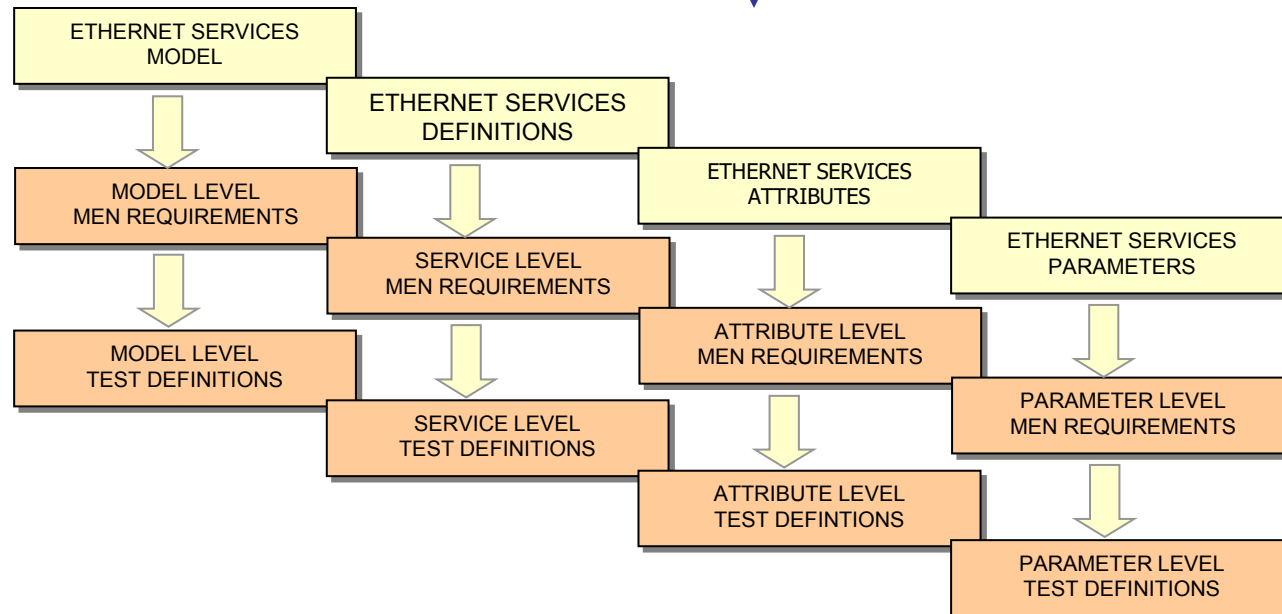 ETHERNET SERVICES
MODEL
ETHERNET SERVICES
DEFINITIONS
ETHERNET SERVICES
ATTRIBUTES
ETHERNET SERVICES
PARAMETERS
MODEL LEVEL
MEN REQUIREMENTS
SERVICE LEVEL
MEN REQUIREMENTS
ATTRIBUTE LEVEL
MEN REQUIREMENTS
PARAMETER LEVEL
MEN REQUIREMENTS
MODEL LEVEL
TEST DEFINITIONS
SERVICE LEVEL
TEST DEFINITIONS
ATTRIBUTE LEVEL
TEST DEFINTIONS
PARAMETER LEVEL
TEST DEFINITIONS